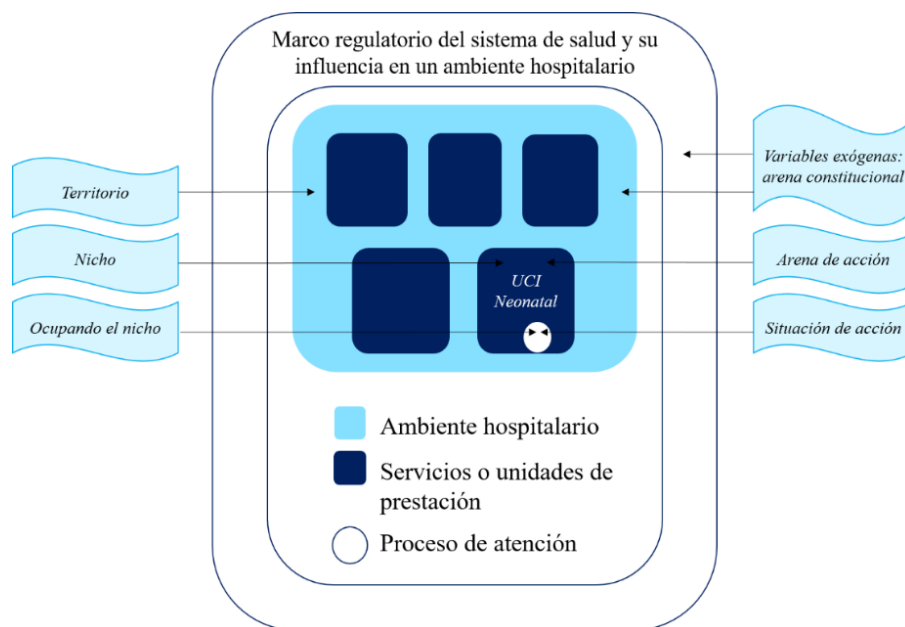 Marco regulatorio del sistema de salud y su
influencia en un ambiente hospitalario
Territorio
Nicho
Ocupando el nicho
Variables exógenas:
arena constitucional
Arena de acción
Situación de acción
UCI
Neonatal
Ambiente hospitalario
Servicios o unidades de
prestación
Proceso de atención